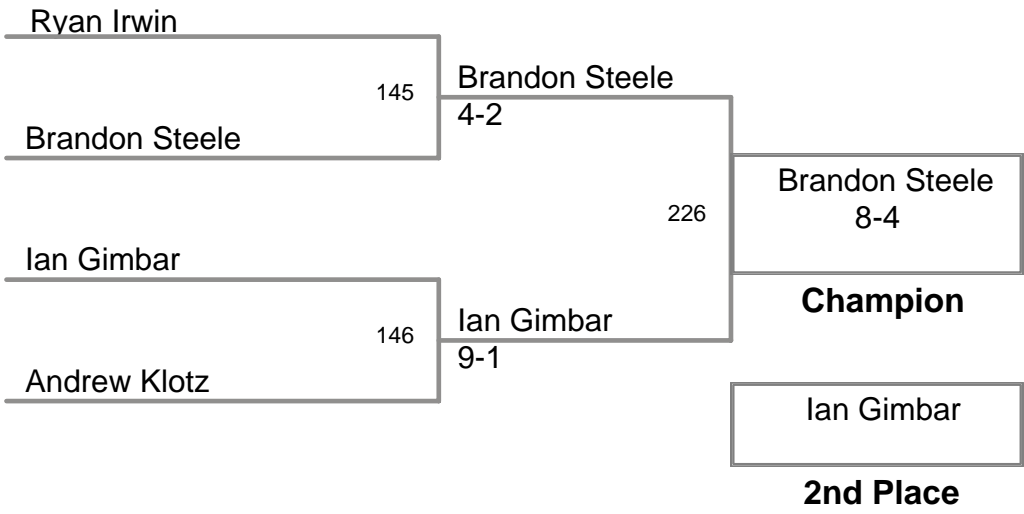 Ryan Irwin
145
Brandon Steele
Brandon Steele
4-2
226
Brandon Steele
8-4
Champion
Ian Gimbar
146
Andrew Klotz
Ian Gimbar
9-1
Ian Gimbar
2nd Place